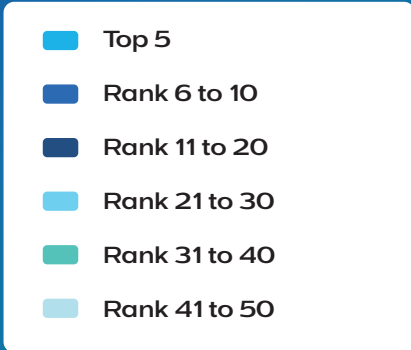 Top 5
Rank 6 to 10
Rank 11 to 20
Rank 21 to 30
Rank 31 to 40
Rank 41 to 50